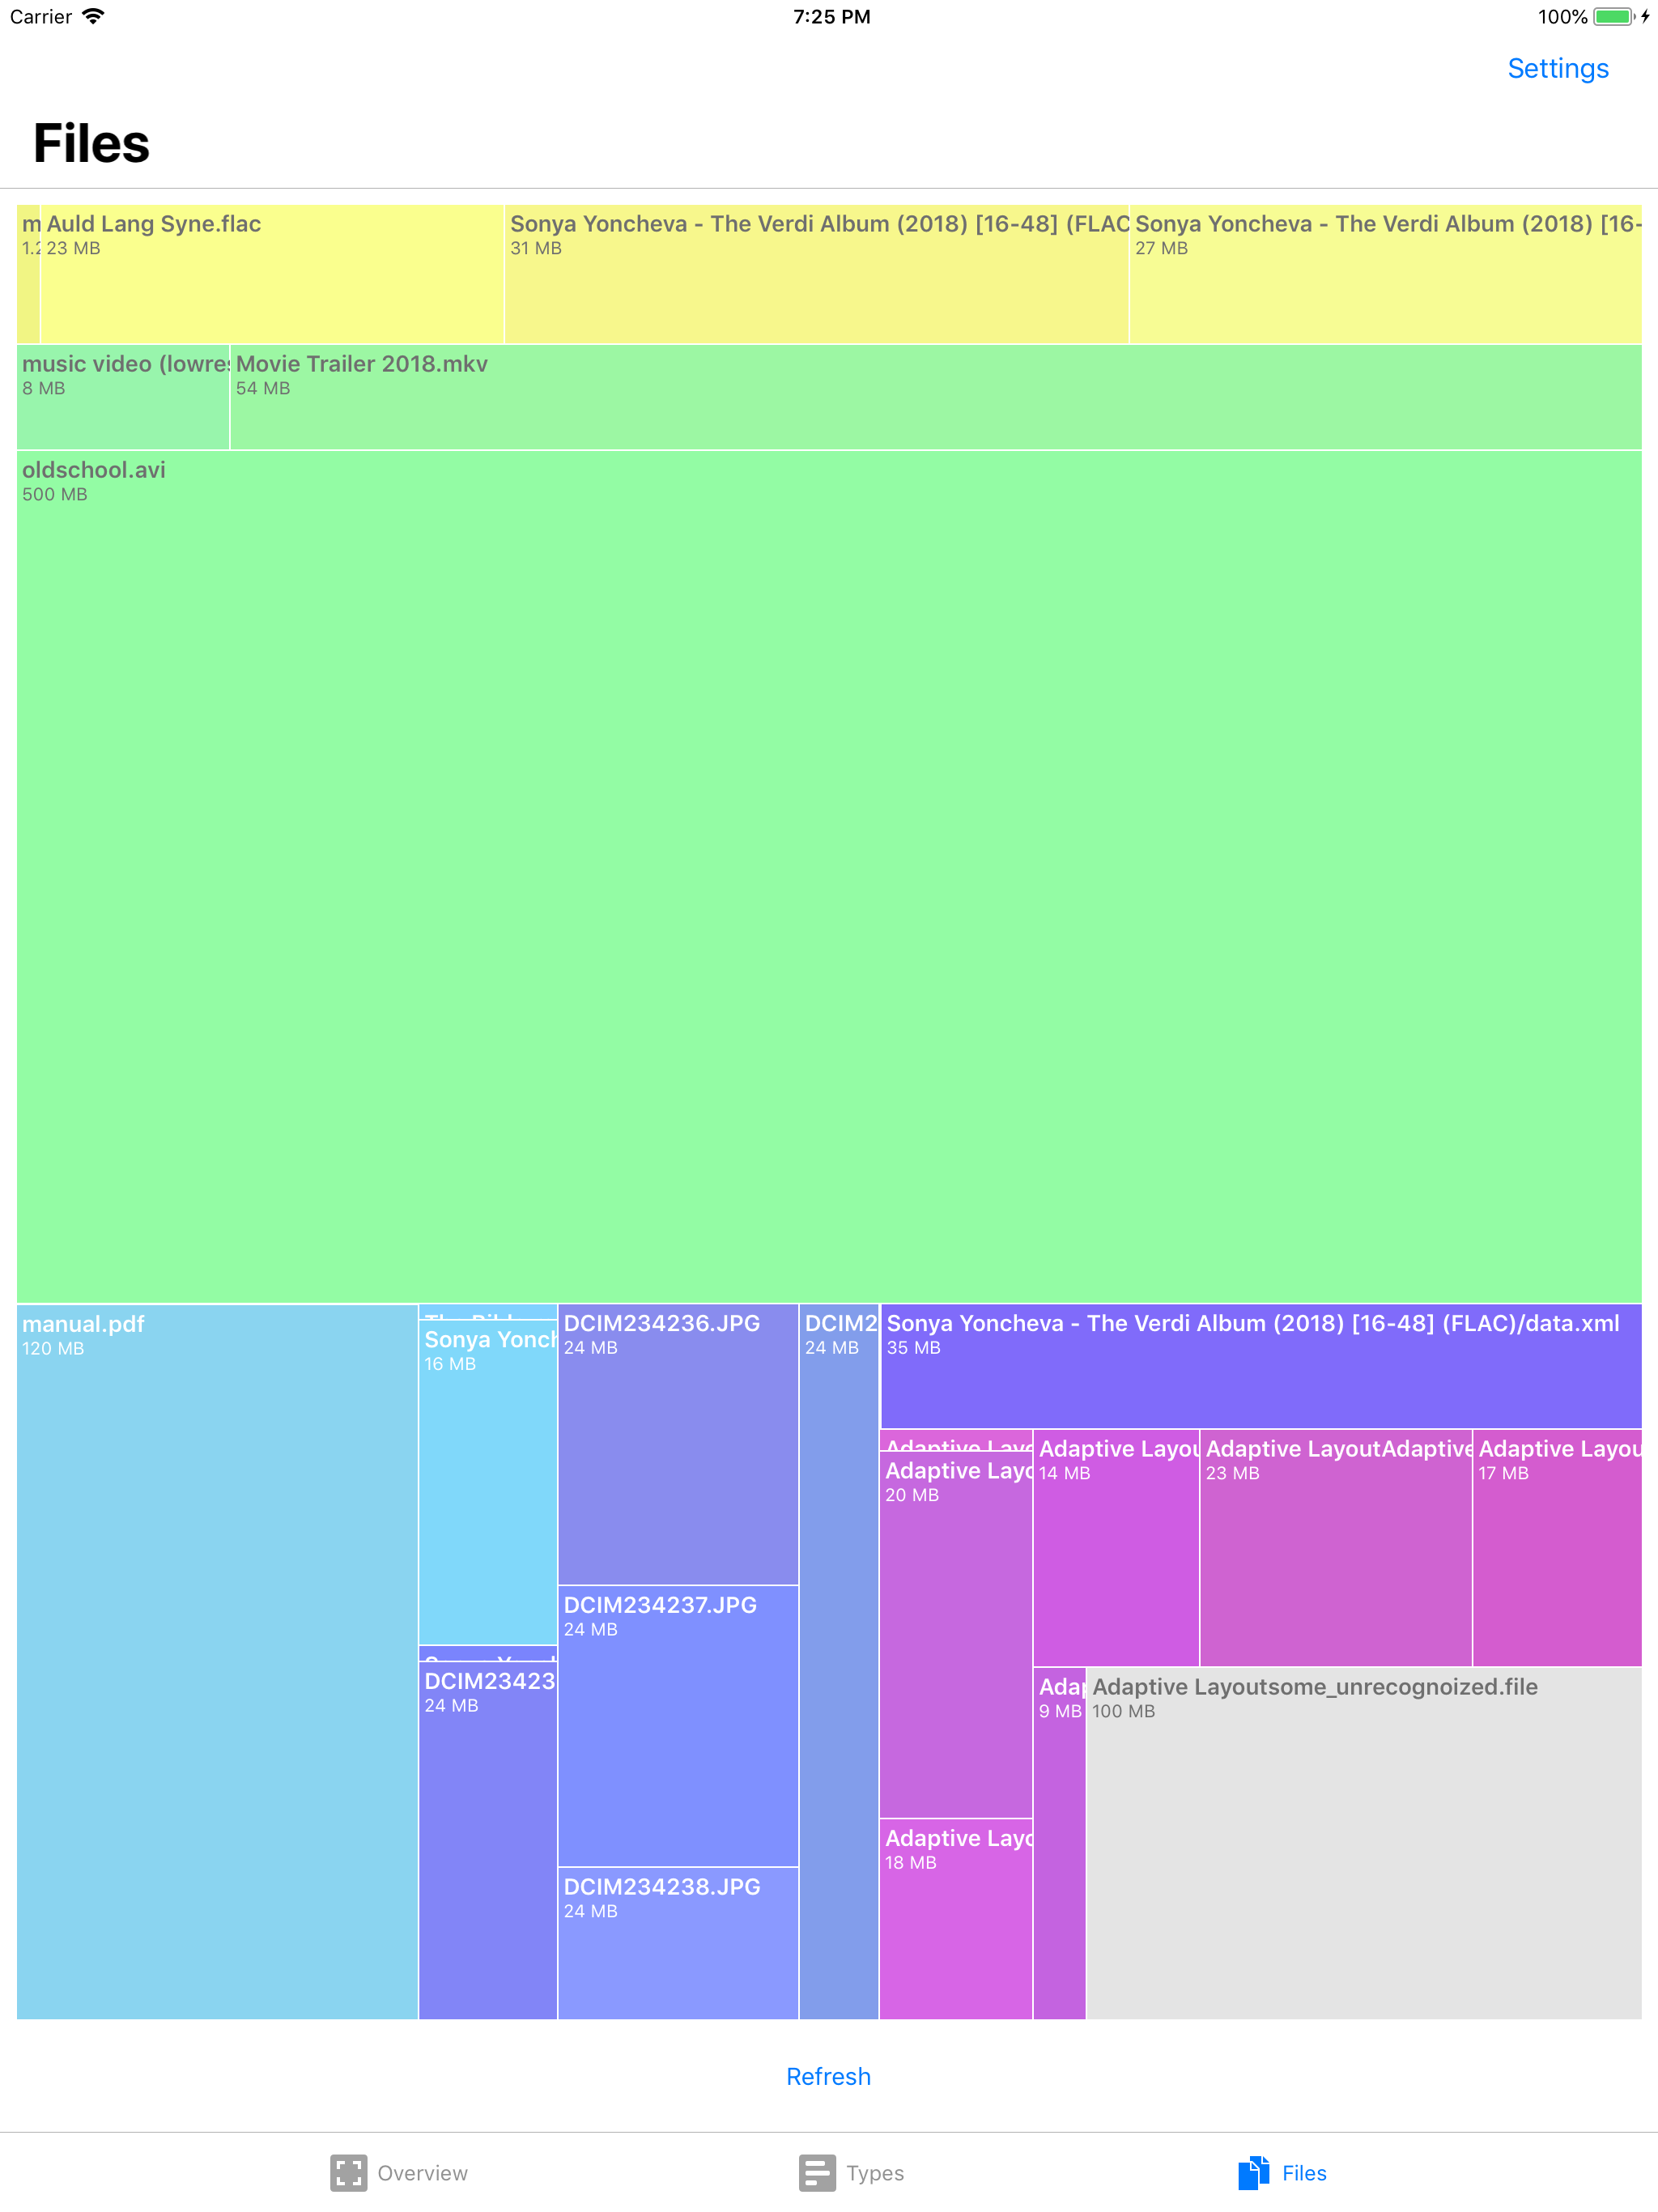 Carrier
7:25 PM
100%
Settings
Files
m
1.2
Auld Lang Syne.flac
23 MB
Sonya Yoncheva - The Verdi Album (2018) [16-48] (FLAC
31 MB
Sonya Yoncheva - The Verdi Album (2018) [16-
27 MB
music video (lowres
8 MB
Movie Trailer 2018.mkv
54 MB
oldschool.avi
500 MB
manual.pdf
120 MB
Sonya Yonch
16 MB
DCIM23423
24 MB
DCIM234236.JPG
24 MB
DCIM234237.JPG
24 MB
DCIM234238.JPG
24 MB
DCIM2
24 MB
Sonya Yoncheva - The Verdi Album (2018) [16-48] (FLAC)/data.xml
35 MB
Adaptive Layo
Adaptive Layo
20 MB
Adaptive Layo
18 MB
Adaptive Layou
14 MB
Adaptive LayoutAdaptive
23 MB
Adaptive Layou
17 MB
Adap
9 MB
Adaptive Layoutsome_unrecognoized.file
100 MB
Refresh
Overview
Types
Files